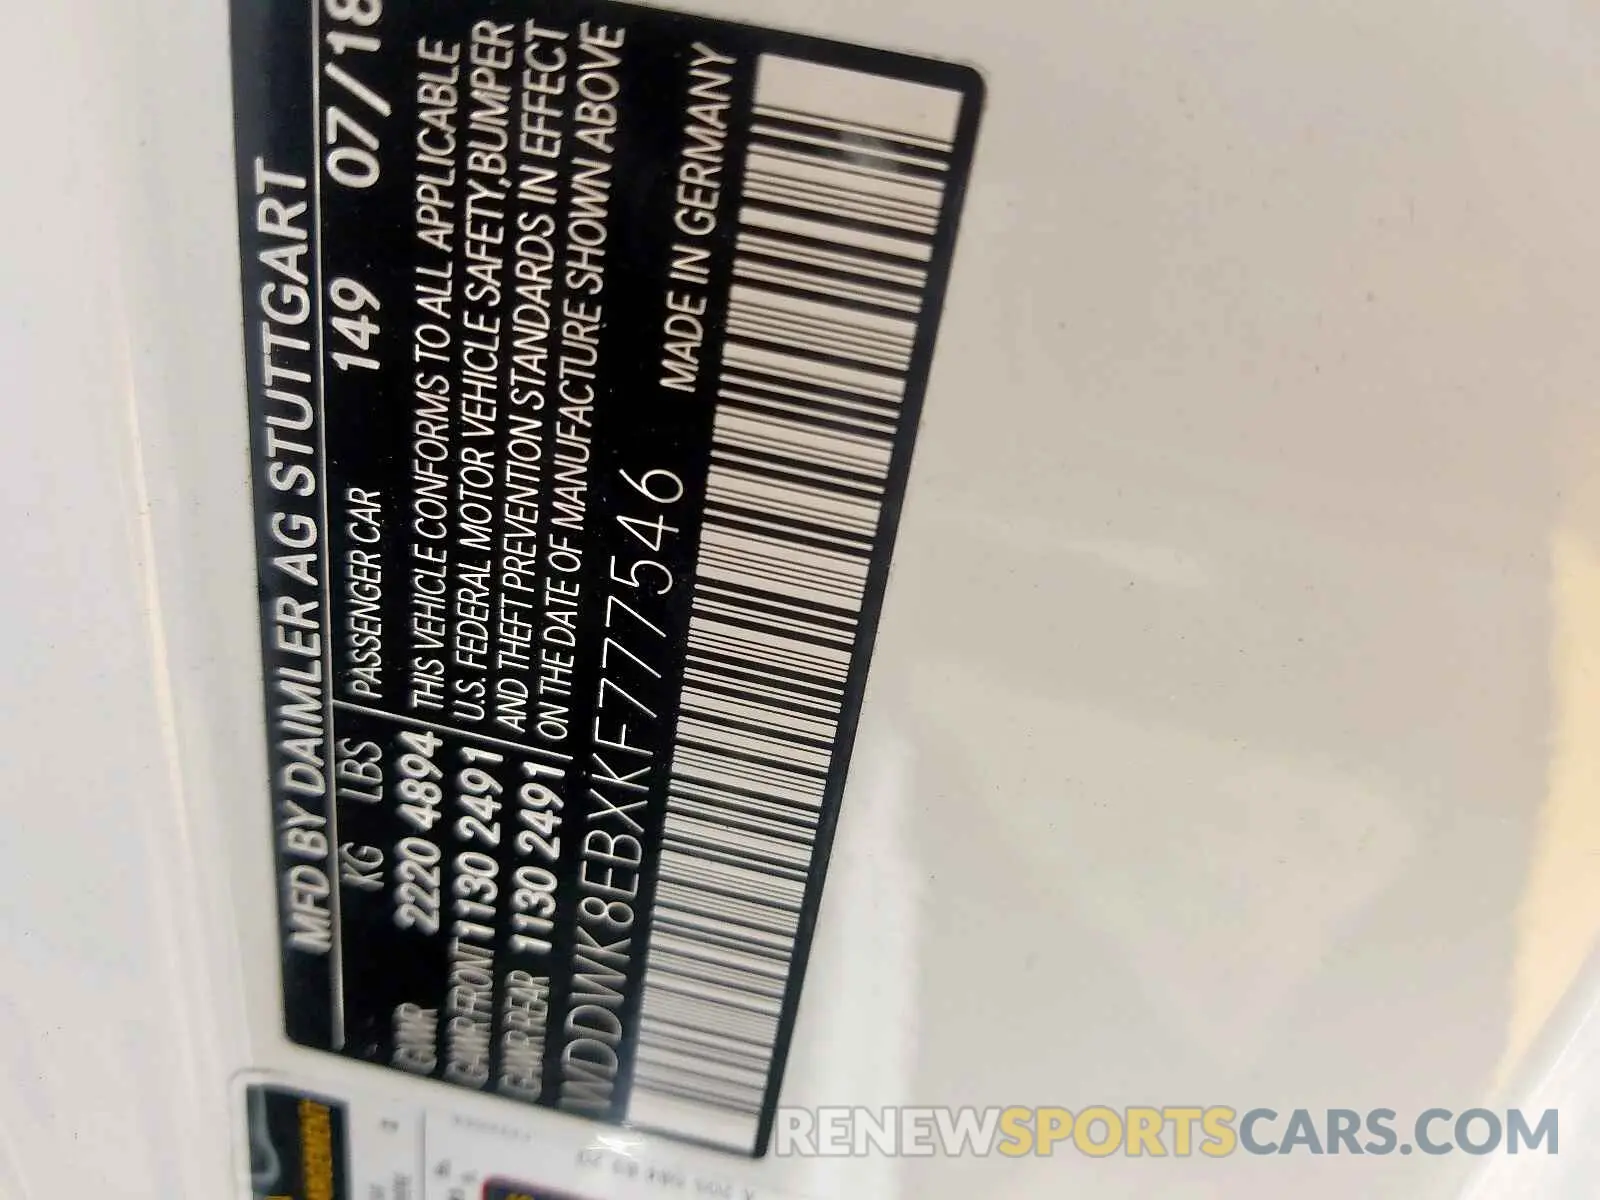 MFD BY DAIMLER AG STUTTGART
KG LBS PASSENGER CAR 149 07/18
GVWR 2220 4894
GAWR FRONT 1130 2491
GAWR REAR 1130 2491
THIS VEHICLE CONFORMS TO ALL APPLICABLE
U.S. FEDERAL MOTOR VEHICLE SAFETY, BUMPER
AND THEFT PREVENTION STANDARDS IN EFFECT
ON THE DATE OF MANUFACTURE SHOWN ABOVE
WDDWK8EBXKF777546 MADE IN GERMANY
RENEWSPORTSCARS.COM